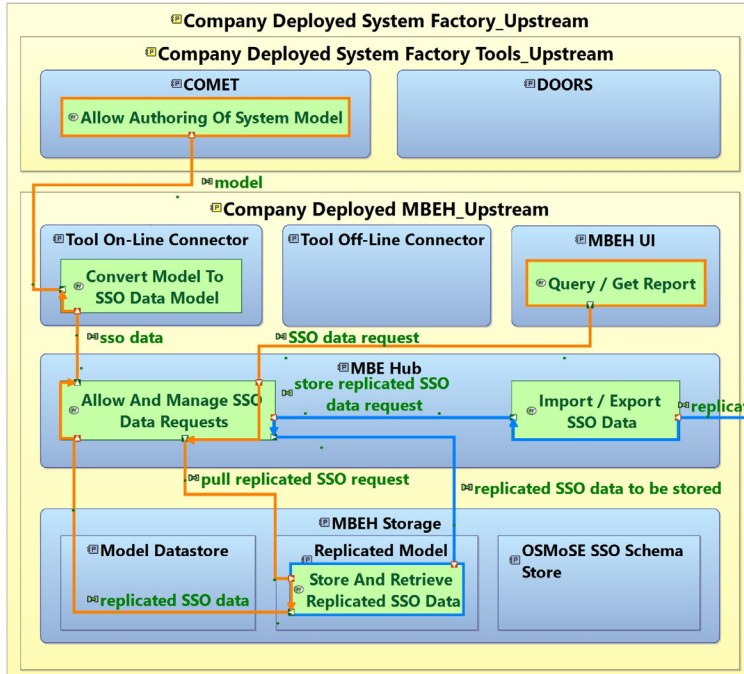 Company Deployed System Factory_Upstream
Company Deployed System Factory Tools_Upstream
COMET
DOORS
Allow Authoring Of System Model
model
Company Deployed MBEH_Upstream
Tool On-Line Connector
Tool Off-Line Connector
MBEH UI
Convert Model To
SSO Data Model
Query / Get Report
sso data
SSO data request
MBE Hub
store replicated SSO
data request
Allow And Manage SSO
Data Requests
Import / Export
SSO Data
replicat
pull replicated SSO request
replicated SSO data to be stored
MBEH Storage
Model Datastore
Replicated Model
OSMoSE SSO Schema
Store
Store And Retrieve
Replicated SSO Data
replicated SSO data